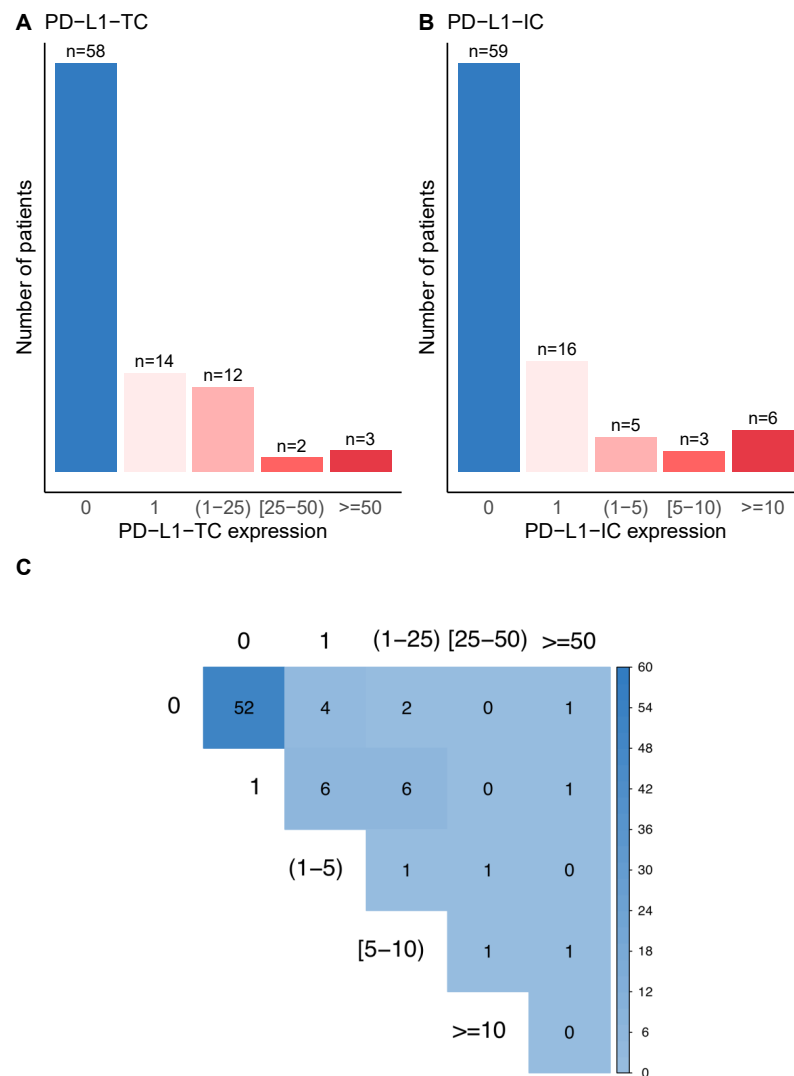 A PD−L1−TC
n=58
n=14
n=12
n=2
n=3
Number of patients
0 1 (1−25) [25−50) >=50
PD−L1−TC expression
B PD−L1−IC
n=59
n=16
n=5
n=3
n=6
Number of patients
0 1 (1−5) [5−10) >=10
PD−L1−IC expression
C
0 1 (1−25) [25−50) >=50
0 52 4 2 0 1
1 6 6 0 1
(1−5) 1 1 0
[5−10) 1 1
>=10 0
60
54
48
42
36
30
24
18
12
6
0